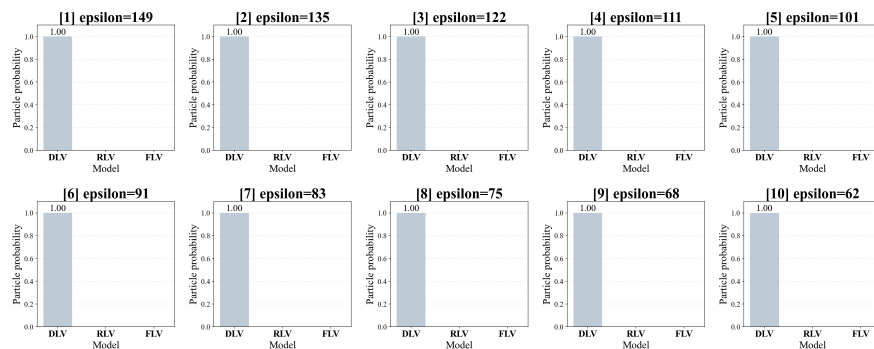 [1] epsilon=149
1.00
1.0
0.8
0.6
0.4
0.2
0.0
Particle probability
DLV RLV FLV
Model
[2] epsilon=135
1.00
1.0
0.8
0.6
0.4
0.2
0.0
Particle probability
DLV RLV FLV
Model
[3] epsilon=122
1.00
1.0
0.8
0.6
0.4
0.2
0.0
Particle probability
DLV RLV FLV
Model
[4] epsilon=111
1.00
1.0
0.8
0.6
0.4
0.2
0.0
Particle probability
DLV RLV FLV
Model
[5] epsilon=101
1.00
1.0
0.8
0.6
0.4
0.2
0.0
Particle probability
DLV RLV FLV
Model
[6] epsilon=91
1.00
1.0
0.8
0.6
0.4
0.2
0.0
Particle probability
DLV RLV FLV
Model
[7] epsilon=83
1.00
1.0
0.8
0.6
0.4
0.2
0.0
Particle probability
DLV RLV FLV
Model
[8] epsilon=75
1.00
1.0
0.8
0.6
0.4
0.2
0.0
Particle probability
DLV RLV FLV
Model
[9] epsilon=68
1.00
1.0
0.8
0.6
0.4
0.2
0.0
Particle probability
DLV RLV FLV
Model
[10] epsilon=62
1.00
1.0
0.8
0.6
0.4
0.2
0.0
Particle probability
DLV RLV FLV
Model